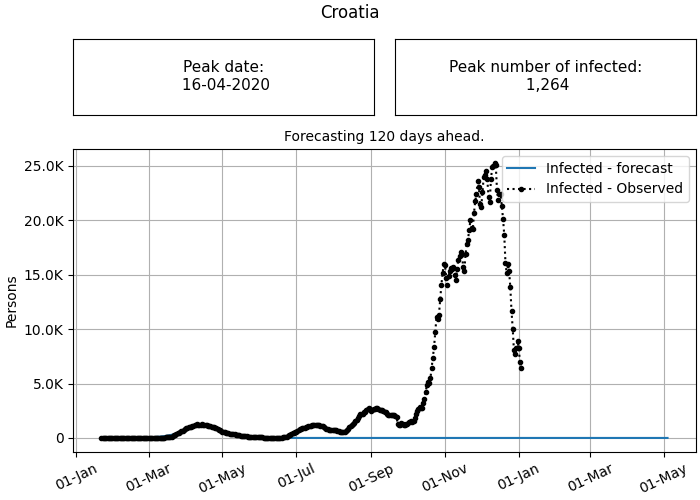 Croatia
Peak date:
16-04-2020
Peak number of infected:
1,264
Forecasting 120 days ahead.
Infected - forecast
Infected - Observed
Persons
25.0K
20.0K
15.0K
10.0K
5.0K
0
01-Jan
01-Mar
01-May
01-Jul
01-Sep
01-Nov
01-Jan
01-Mar
01-May